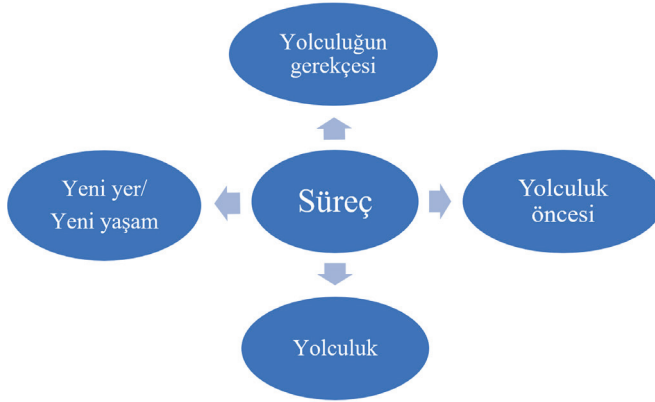 Yolculuğun
gerekçesi
Yeni yer/
Yeni yaşam
Süreç
Yolculuk
öncesi
Yolculuk